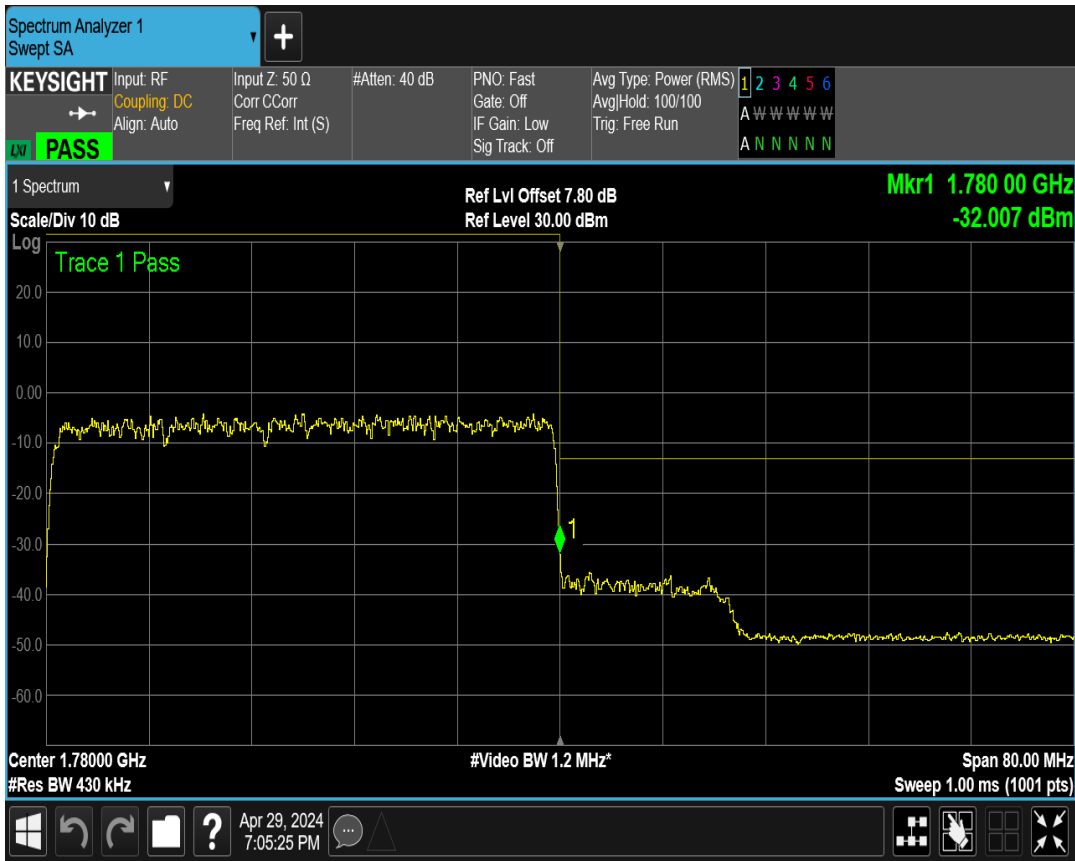 Spectrum Analyzer 1
Swept SA
+
KEYSIGHT
LXI PASS
Input: RF
Coupling: DC
Align: Auto
Input Z: 50 Ω
Corr CCorr
Freq Ref: Int (S)
#Atten: 40 dB
PNO: Fast
Gate: Off
IF Gain: Low
Sig Track: Off
Avg Type: Power (RMS)
Avg|Hold: 100/100
Trig: Free Run
1 2 3 4 5 6
A W W W W W
A N N N N N
1 Spectrum
Scale/Div 10 dB
Ref Lvl Offset 7.80 dB
Ref Level 30.00 dBm
Mkr1 1.780 00 GHz
-32.007 dBm
Log
Trace 1 Pass
20.0
10.0
0.00
-10.0
-20.0
1
-30.0
-40.0
-50.0
-60.0
Center 1.78000 GHz
#Res BW 430 kHz
#Video BW 1.2 MHz*
Span 80.00 MHz
Sweep 1.00 ms (1001 pts)
?
Apr 29, 2024
7:05:25 PM